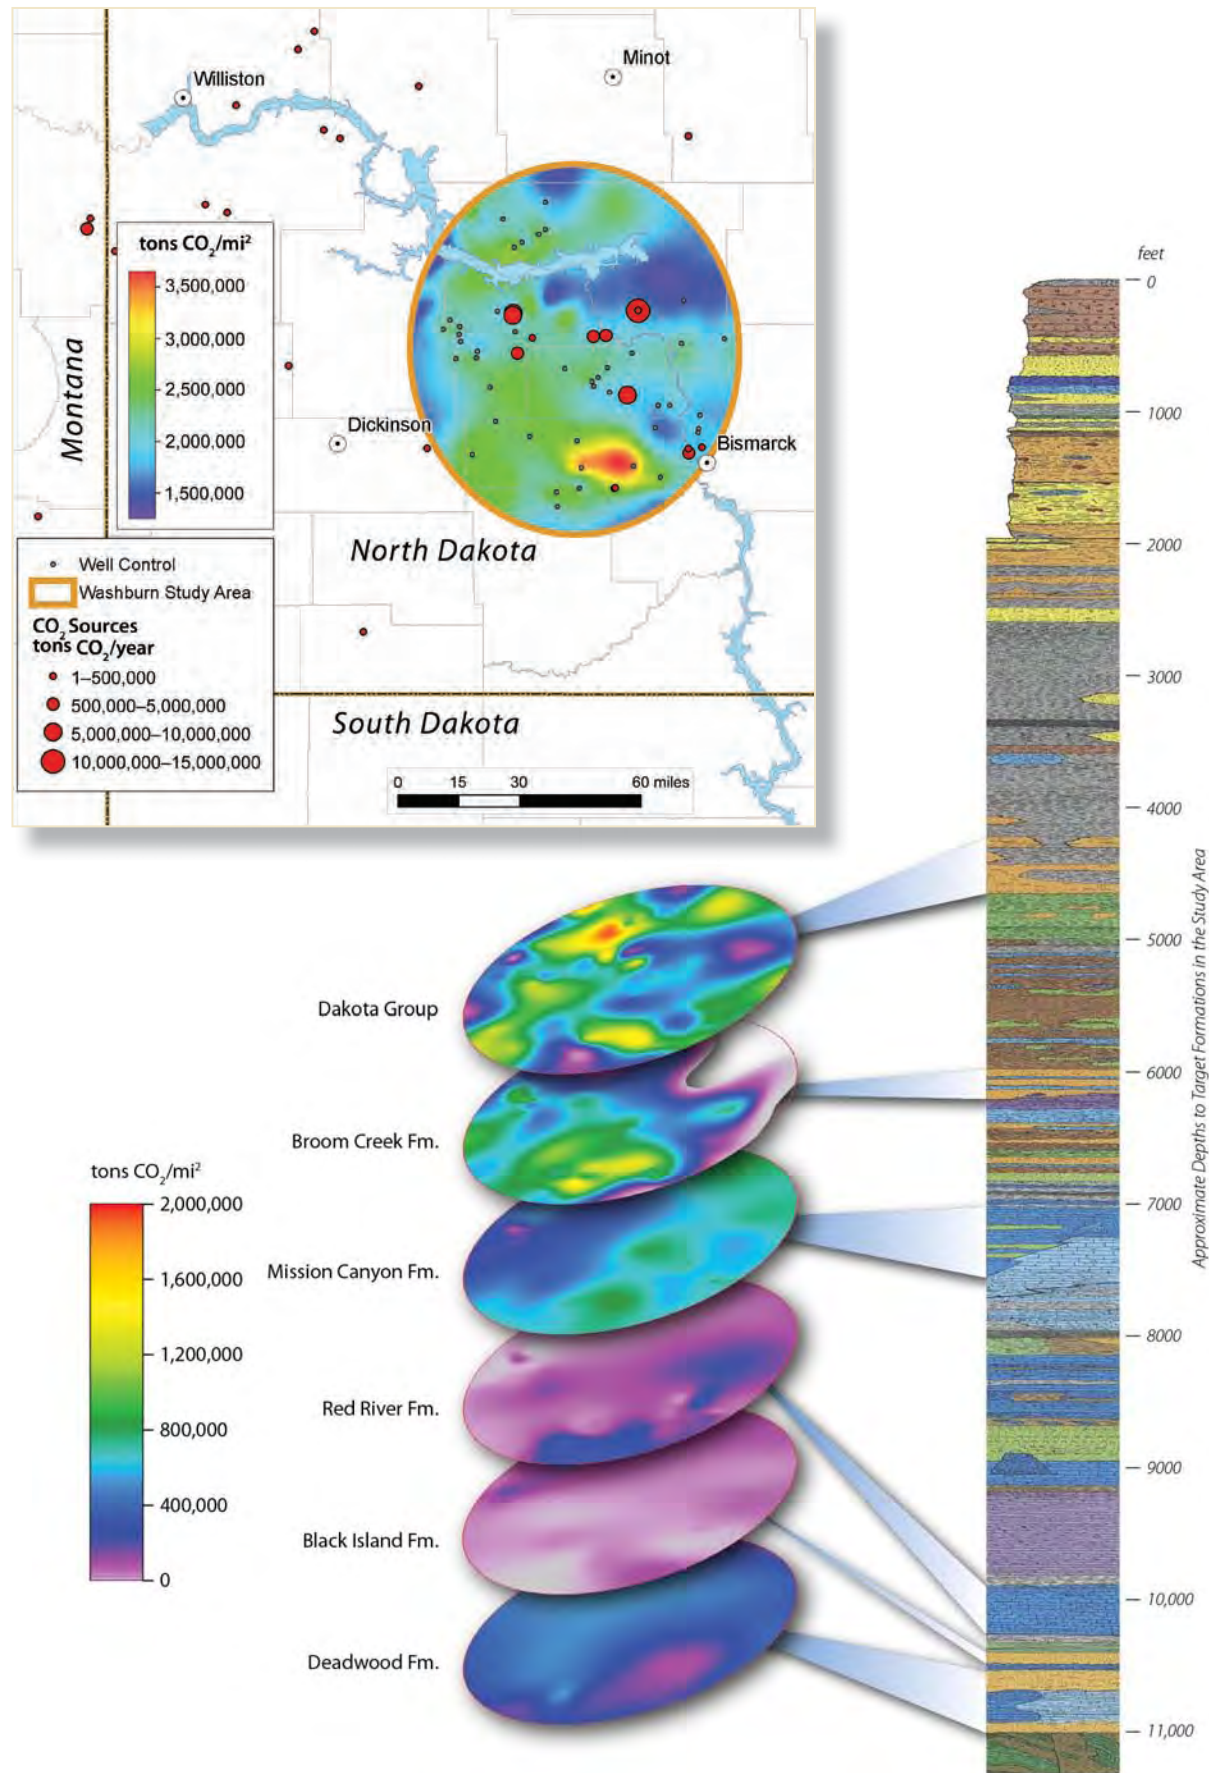 Minot
Williston
tons CO₂/mi²
3,500,000
3,000,000
2,500,000
2,000,000
1,500,000
Montana
Dickinson
Bismarck
North Dakota
Well Control
Washburn Study Area
CO₂ Sources
tons CO₂/year
1–500,000
500,000–5,000,000
5,000,000–10,000,000
10,000,000–15,000,000
South Dakota
0 15 30 60 miles
feet
0
1000
2000
3000
4000
5000
6000
7000
8000
9000
10,000
11,000
Approximate Depths to Target Formations in the Study Area
Dakota Group
Broom Creek Fm.
Mission Canyon Fm.
Red River Fm.
Black Island Fm.
Deadwood Fm.
tons CO₂/mi²
2,000,000
1,600,000
1,200,000
800,000
400,000
0